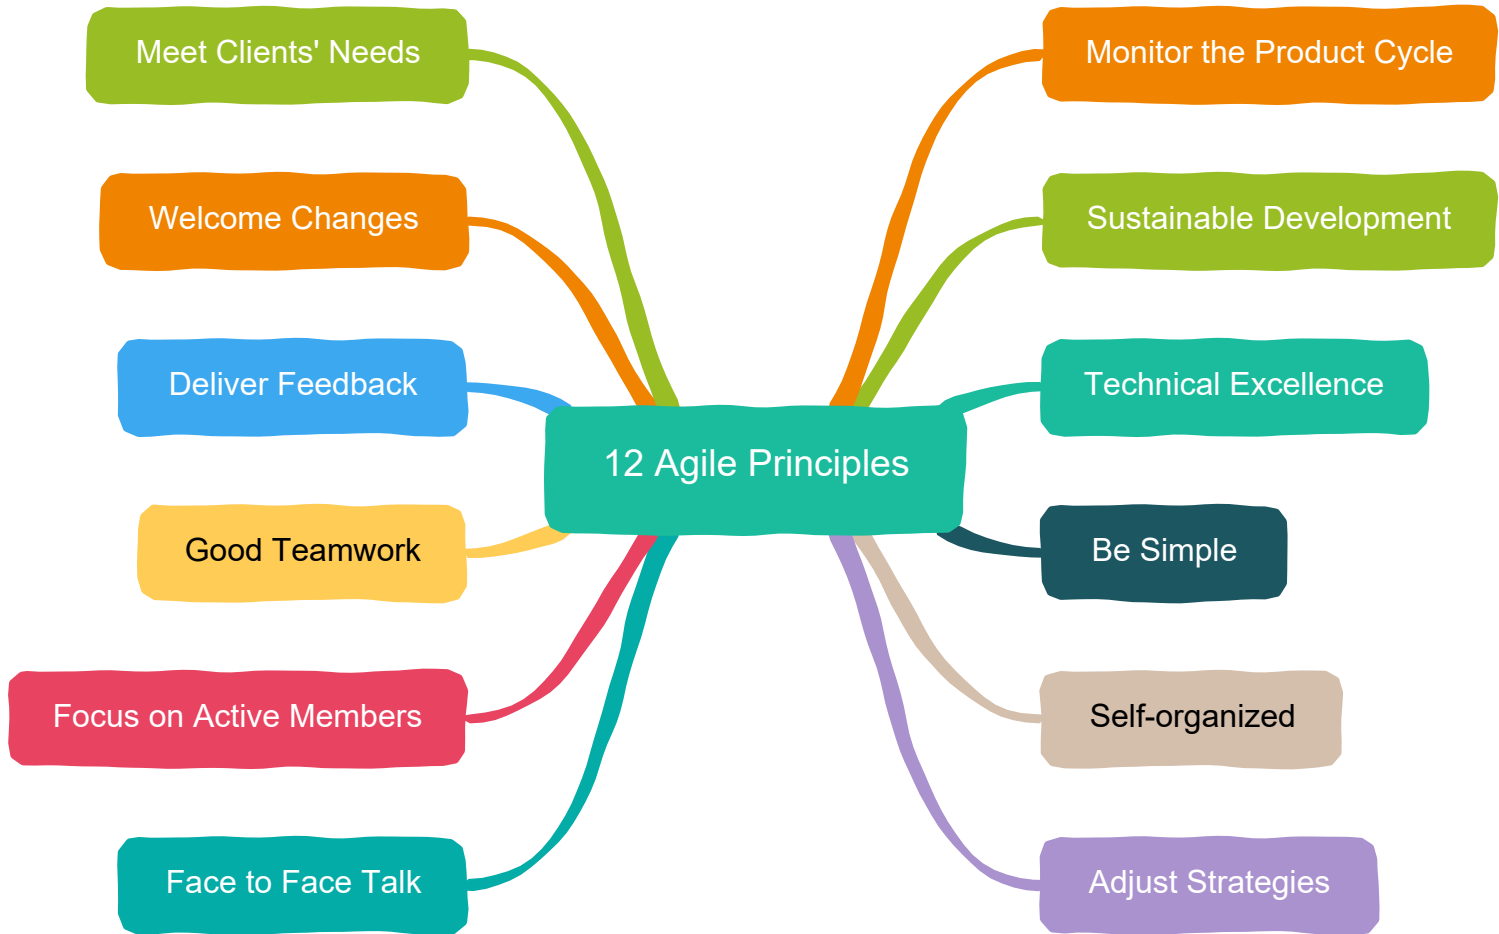 Meet Clients' Needs
Welcome Changes
Deliver Feedback
Good Teamwork
Focus on Active Members
Face to Face Talk
12 Agile Principles
Monitor the Product Cycle
Sustainable Development
Technical Excellence
Be Simple
Self-organized
Adjust Strategies